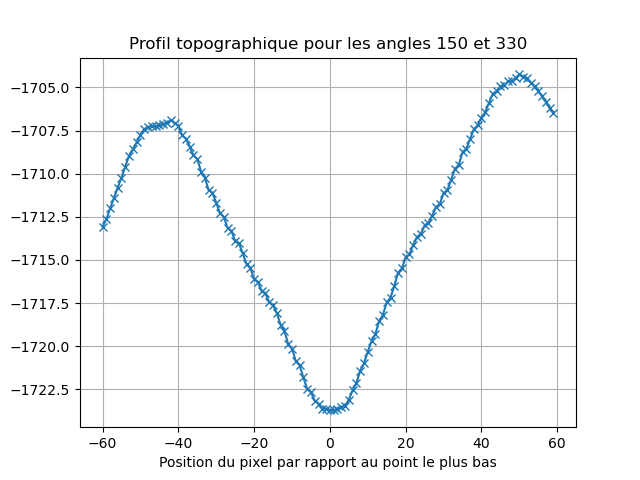 Profil topographique pour les angles 150 et 330
−1705.0
−1707.5
−1710.0
−1712.5
−1715.0
−1717.5
−1720.0
−1722.5
−60 −40 −20 0 20 40 60
Position du pixel par rapport au point le plus bas